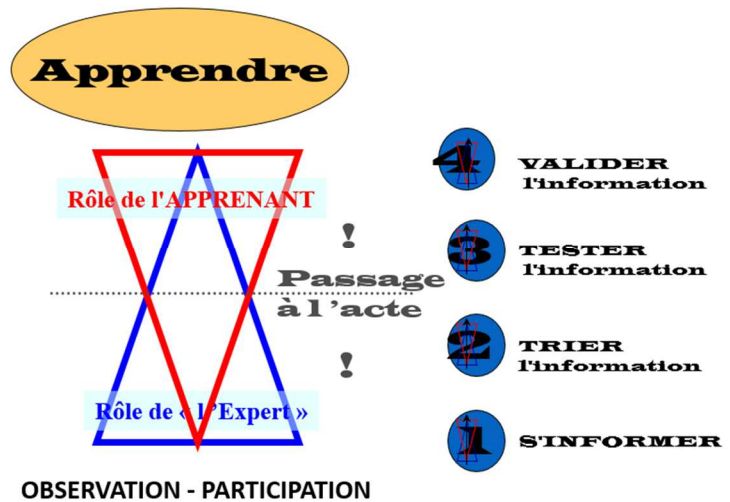 Apprendre
Rôle de l'APPRENANT
!
Passage
à l'acte
!
Rôle de « l'Expert »
OBSERVATION - PARTICIPATION
4
VALIDER
l'information
3
TESTER
l'information
2
TRIER
l'information
1
S'INFORMER